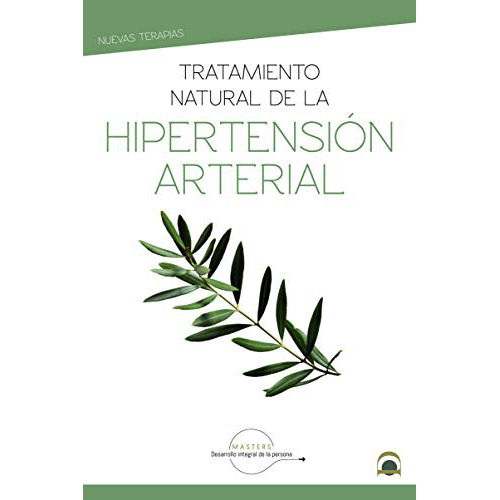 NUEVAS TERAPIAS
TRATAMIENTO
NATURAL DE LA
HIPERTENSIÓN
ARTERIAL
MASTERS
Desarrollo integral de la persona